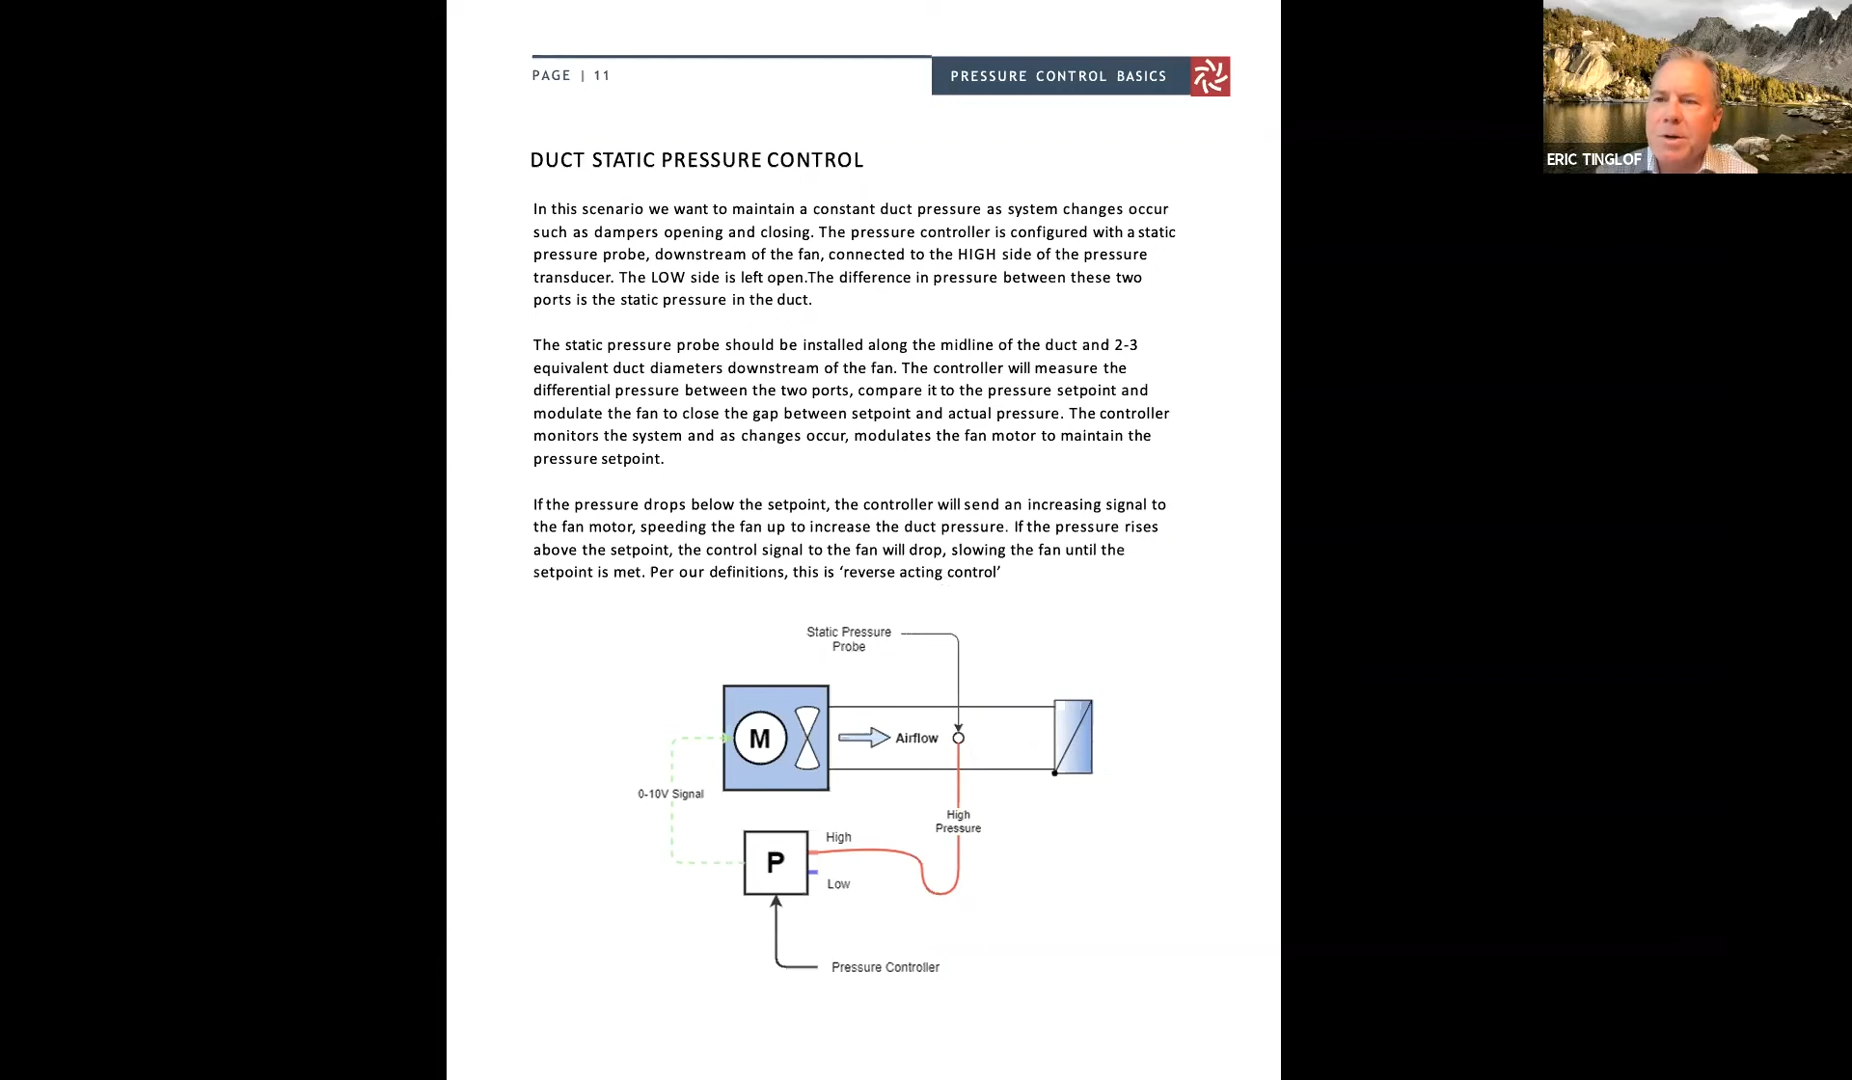 PAGE | 11
PRESSURE CONTROL BASICS
ERIC TINGLOF
DUCT STATIC PRESSURE CONTROL
In this scenario we want to maintain a constant duct pressure as system changes occur
such as dampers opening and closing. The pressure controller is configured with a static
pressure probe, downstream of the fan, connected to the HIGH side of the pressure
transducer. The LOW side is left open.The difference in pressure between these two
ports is the static pressure in the duct.
The static pressure probe should be installed along the midline of the duct and 2-3
equivalent duct diameters downstream of the fan. The controller will measure the
differential pressure between the two ports, compare it to the pressure setpoint and
modulate the fan to close the gap between setpoint and actual pressure. The controller
monitors the system and as changes occur, modulates the fan motor to maintain the
pressure setpoint.
If the pressure drops below the setpoint, the controller will send an increasing signal to
the fan motor, speeding the fan up to increase the duct pressure. If the pressure rises
above the setpoint, the control signal to the fan will drop, slowing the fan until the
setpoint is met. Per our definitions, this is ‘reverse acting control’
Static Pressure
Probe
M
Airflow
0-10V Signal
High
Pressure
High
P
Low
Pressure Controller